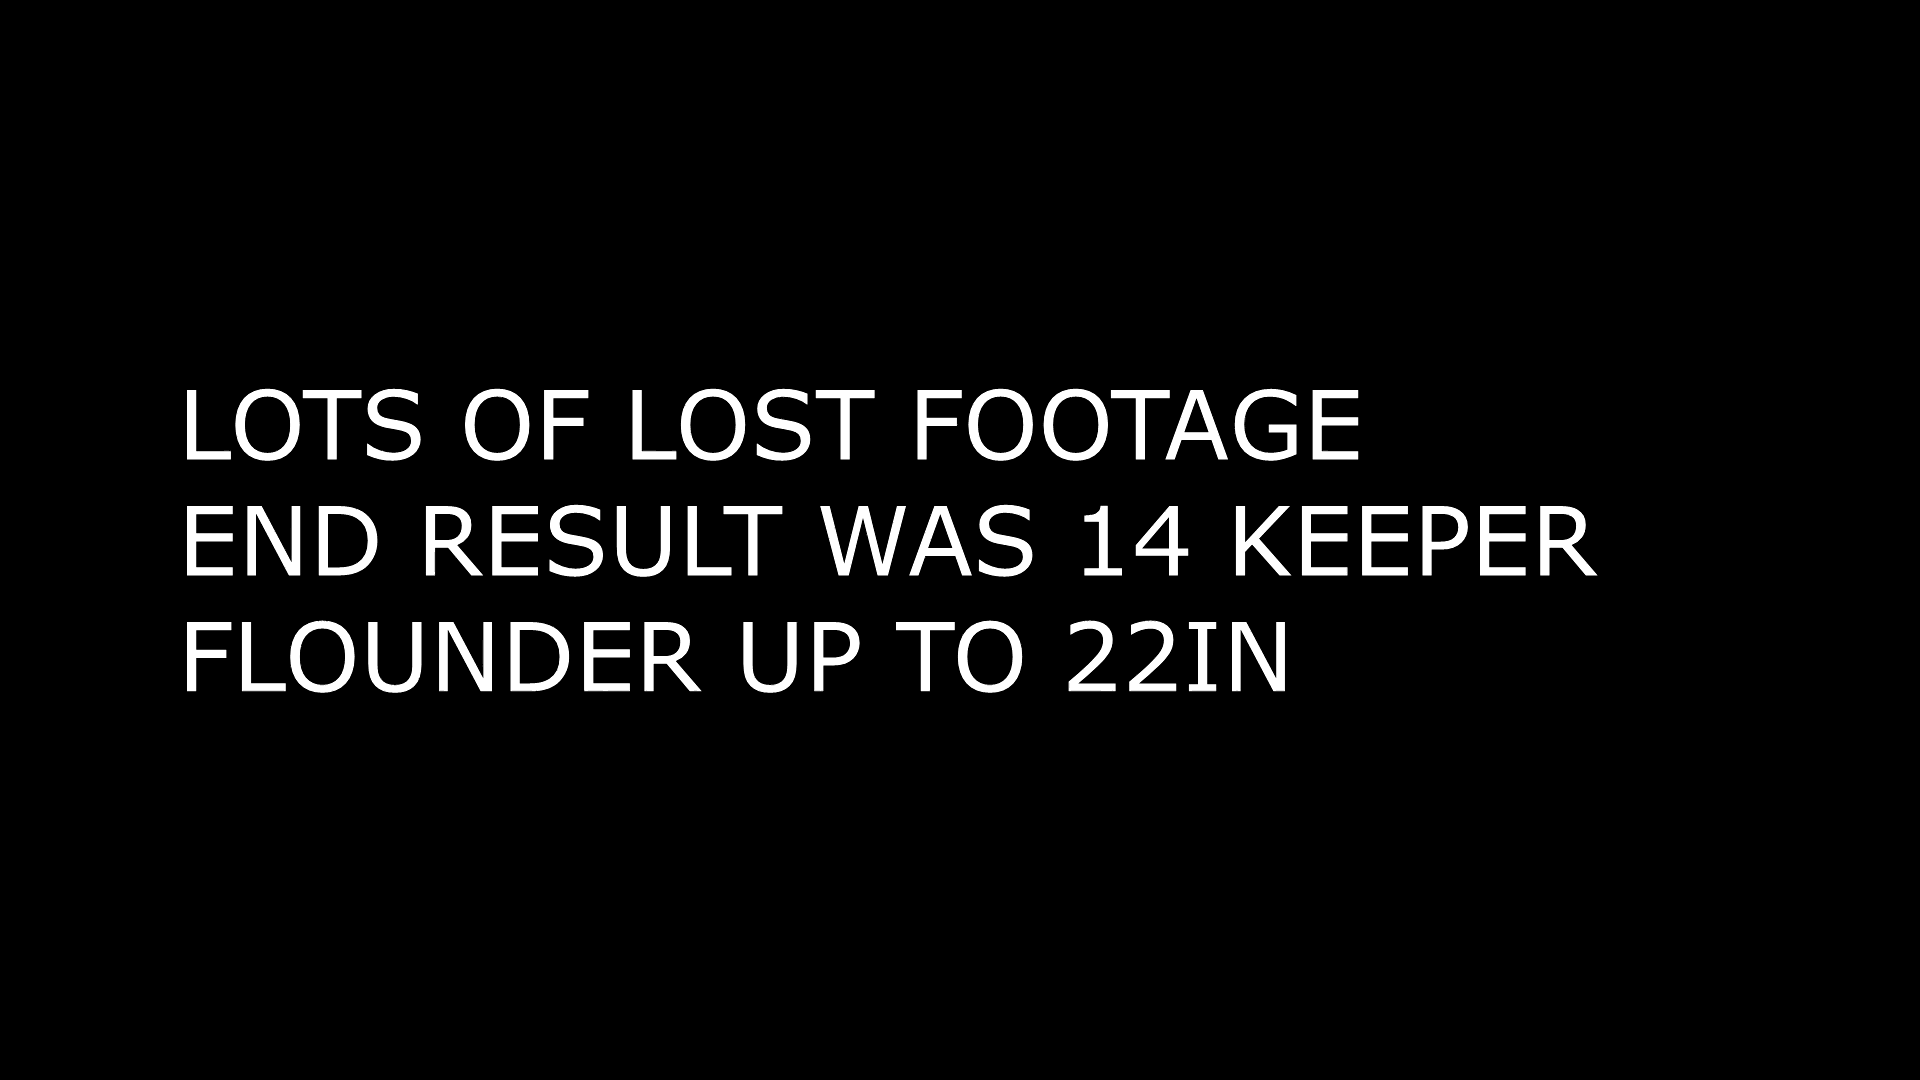 LOTS OF LOST FOOTAGE
END RESULT WAS 14 KEEPER
FLOUNDER UP TO 22IN